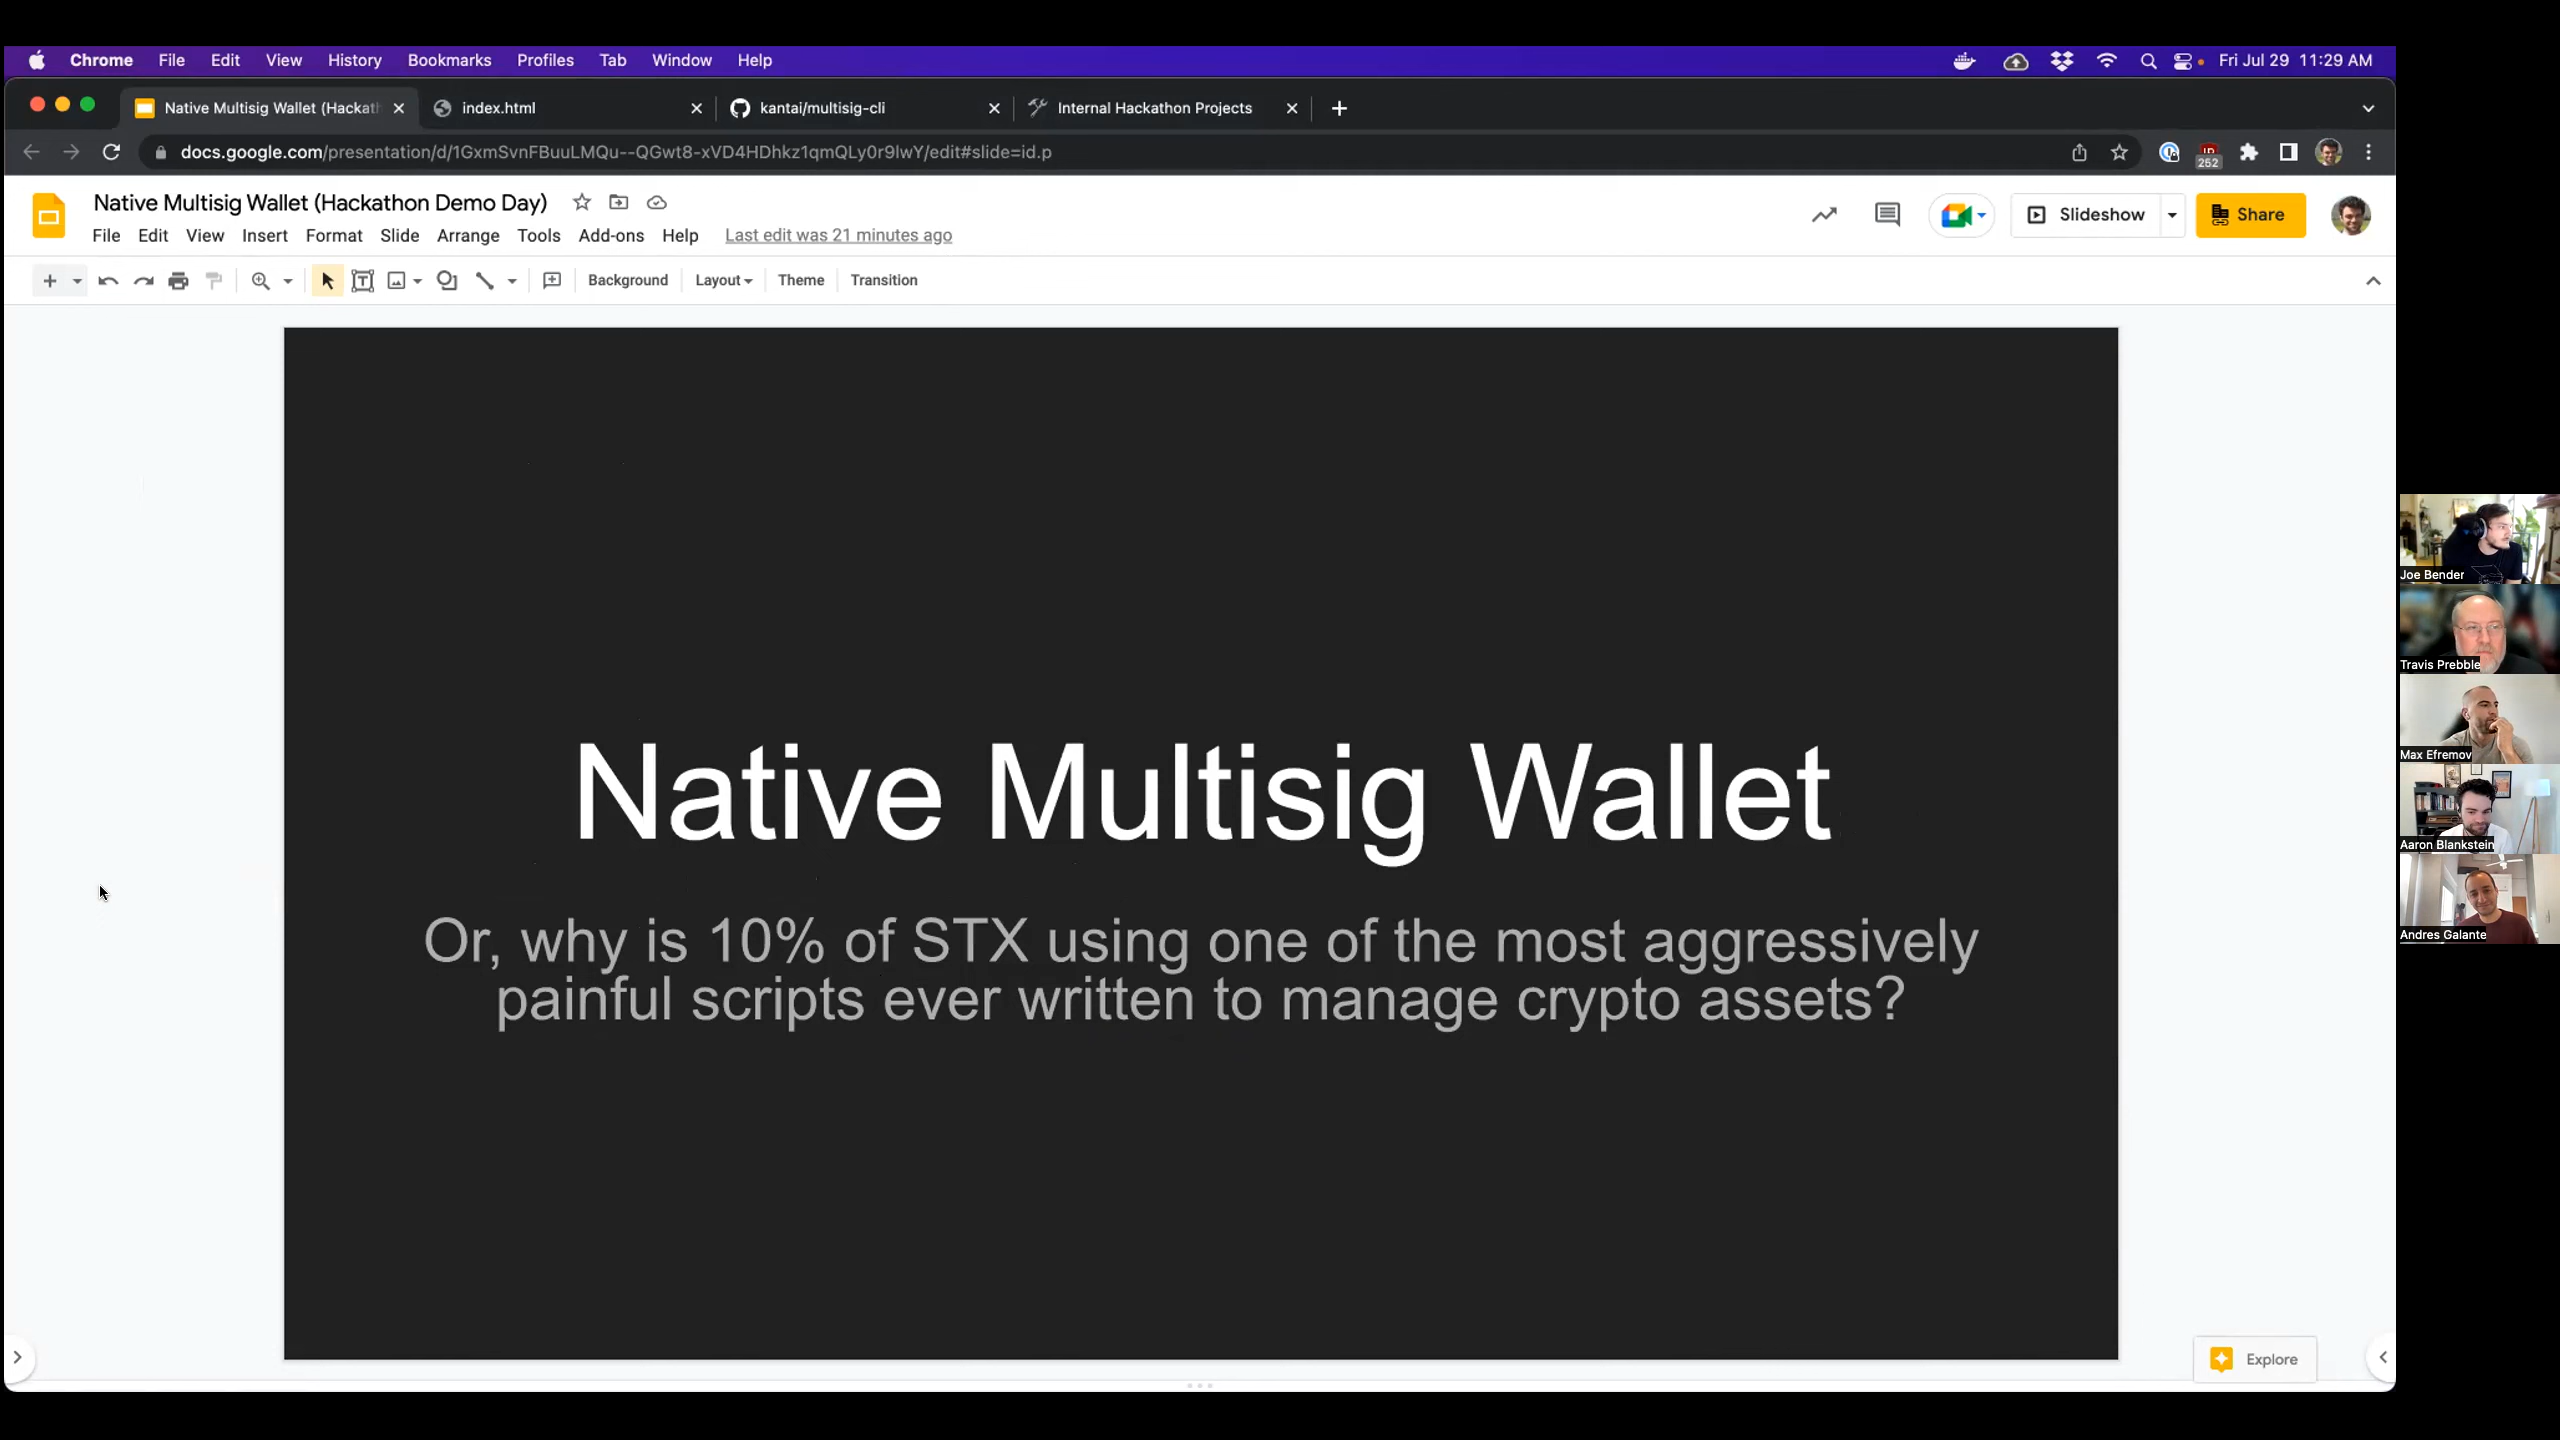 Chrome File Edit View History Bookmarks Profiles Tab Window Help
Fri Jul 29 11:29 AM
Native Multisig Wallet (Hackath
index.html
kantai/multisig-cli
Internal Hackathon Projects
docs.google.com/presentation/d/1GxmSvnFBuuLMQu--QGwt8-xVD4HDhkz1qmQLy0r9lwY/edit#slide=id.p
252
Native Multisig Wallet (Hackathon Demo Day)
File Edit View Insert Format Slide Arrange Tools Add-ons Help
Last edit was 21 minutes ago
Slideshow
Share
Background Layout Theme Transition
Native Multisig Wallet
Or, why is 10% of STX using one of the most aggressively
painful scripts ever written to manage crypto assets?
Joe Bender
Travis Prebble
Max Efremov
Aaron Blankstein
Andres Galante
Explore